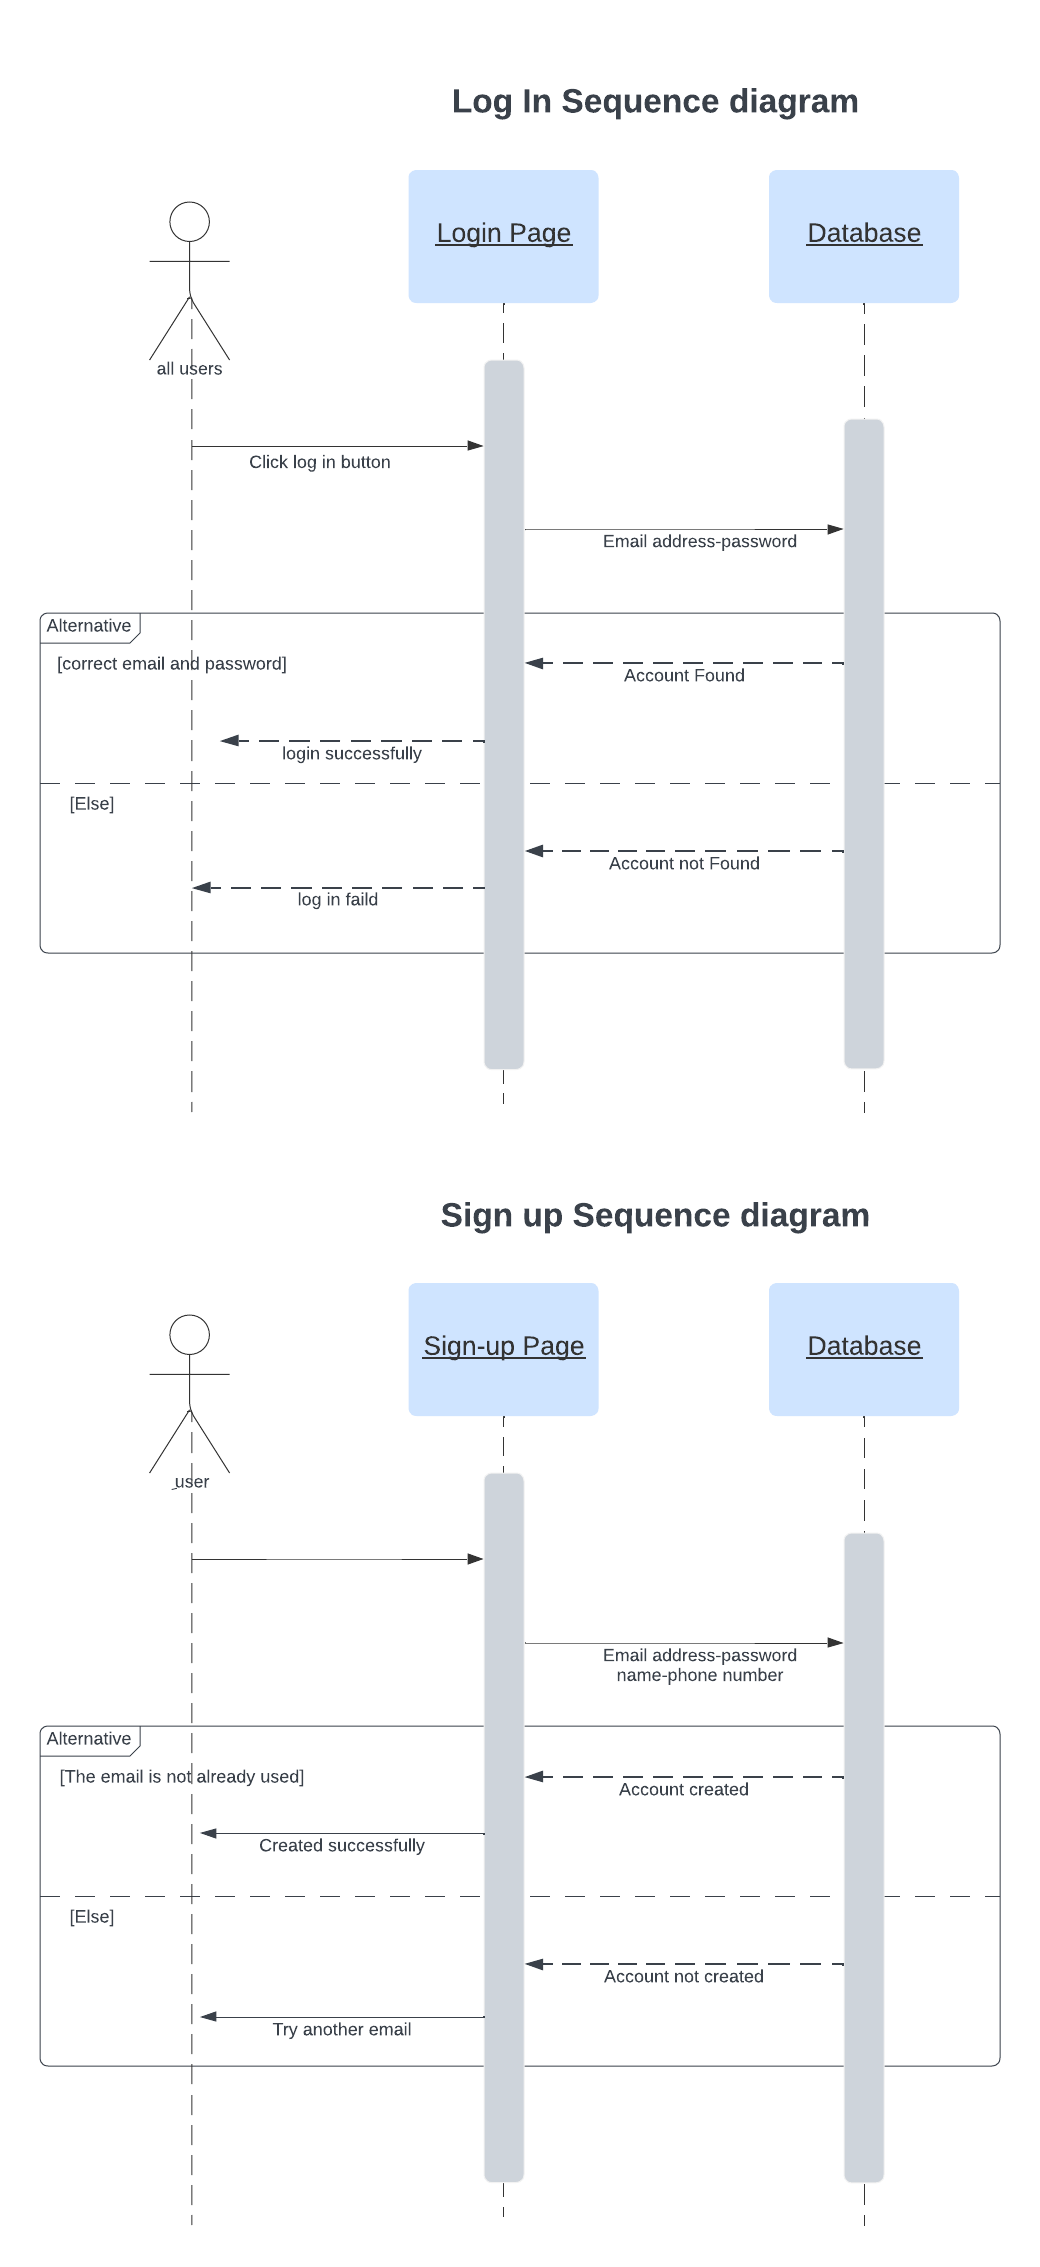 Log In Sequence diagram
Login Page
Database
all users
Click log in button
Email address-password
Alternative
[correct email and password]
Account Found
login successfully
[Else]
Account not Found
log in faild
Sign up Sequence diagram
Sign-up Page
Database
user
Email address-password
name-phone number
Alternative
[The email is not already used]
Account created
Created successfully
[Else]
Account not created
Try another email